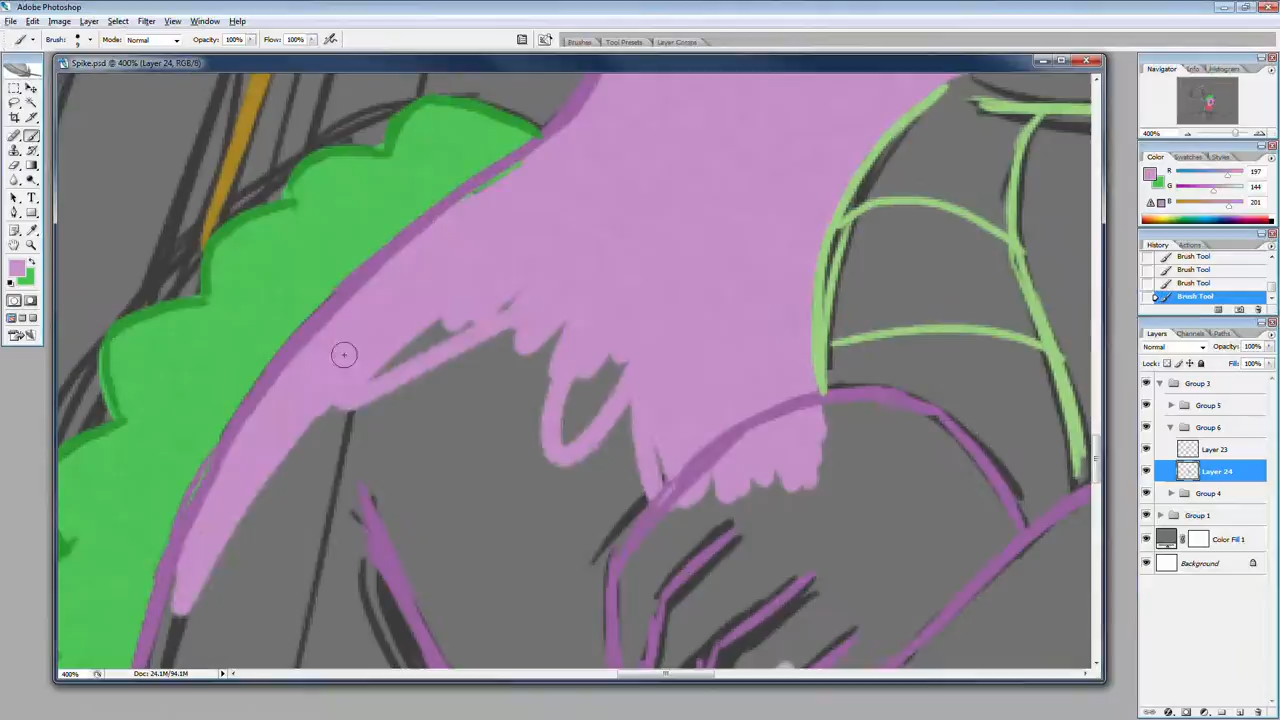 Adobe Photoshop
File Edit Image Layer Select Filter View Window Help
Brush: Mode: Normal Opacity: 100% Flow: 100%
Brushes Tool Presets Layer Comps
Spike.psd @ 400% (Layer 24, RGB/8)
Navigator Info Histogram
400%
Color Swatches Styles
R 197
G 144
B 201
History Actions
Brush Tool
Brush Tool
Brush Tool
Brush Tool
Layers Channels Paths
Normal Opacity: 100%
Lock: Fill: 100%
Group 3
Group 5
Group 6
Layer 23
Layer 24
Group 4
Group 1
Color Fill 1
Background
400% Doc: 24.1M/94.1M